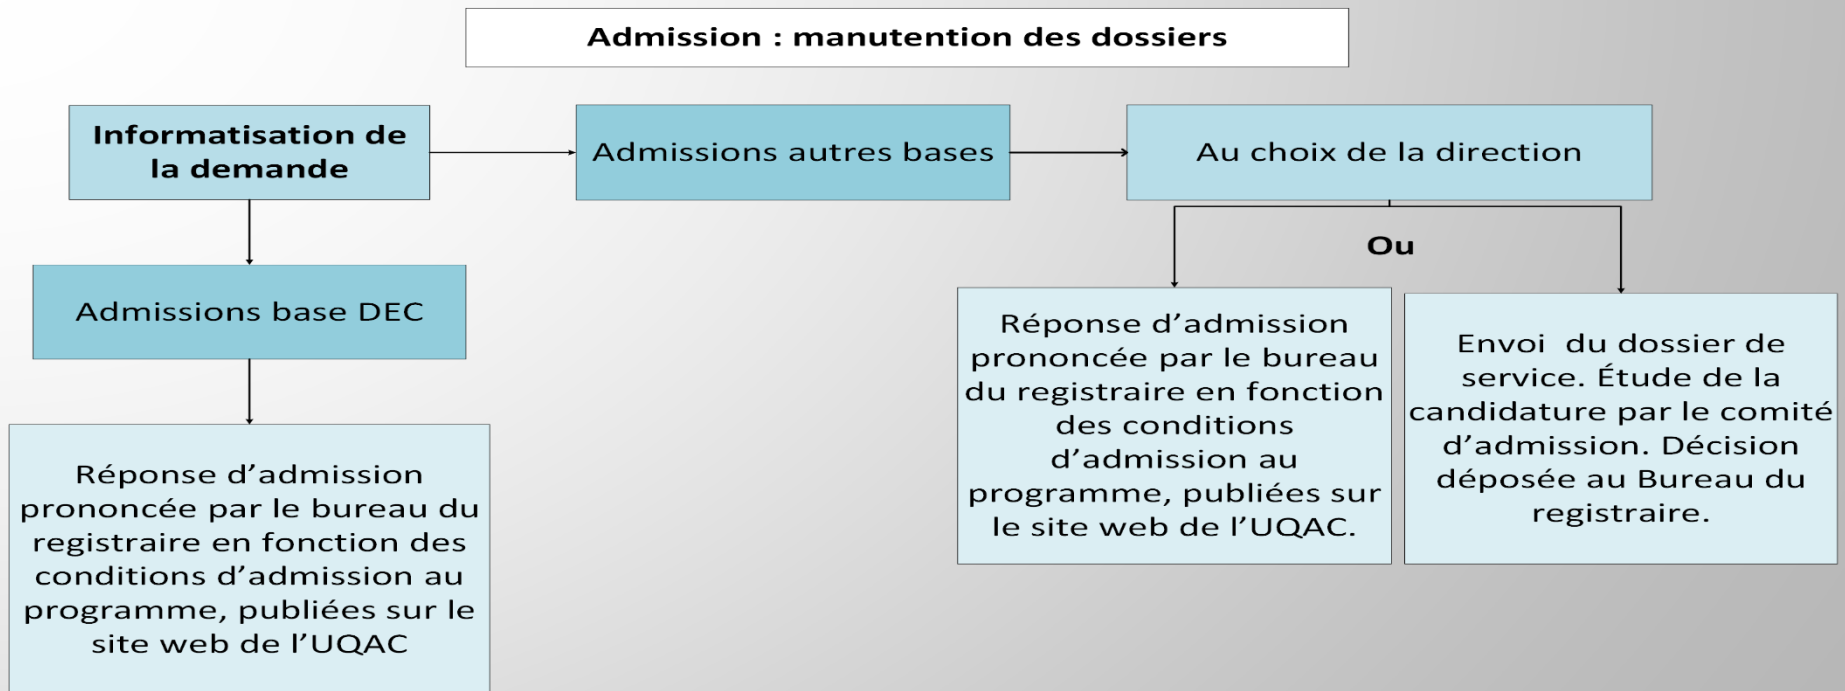 Admission : manutention des dossiers
Informatisation de
la demande
Admissions autres bases
Au choix de la direction
Ou
Admissions base DEC
Réponse d’admission
prononcée par le bureau du
registraire en fonction des
conditions d’admission au
programme, publiées sur le
site web de l’UQAC
Réponse d’admission
prononcée par le bureau
du registraire en fonction
des conditions
d’admission au
programme, publiées sur
le site web de l’UQAC.
Envoi  du dossier de
service. Étude de la
candidature par le comité
d’admission. Décision
déposée au Bureau du
registraire.